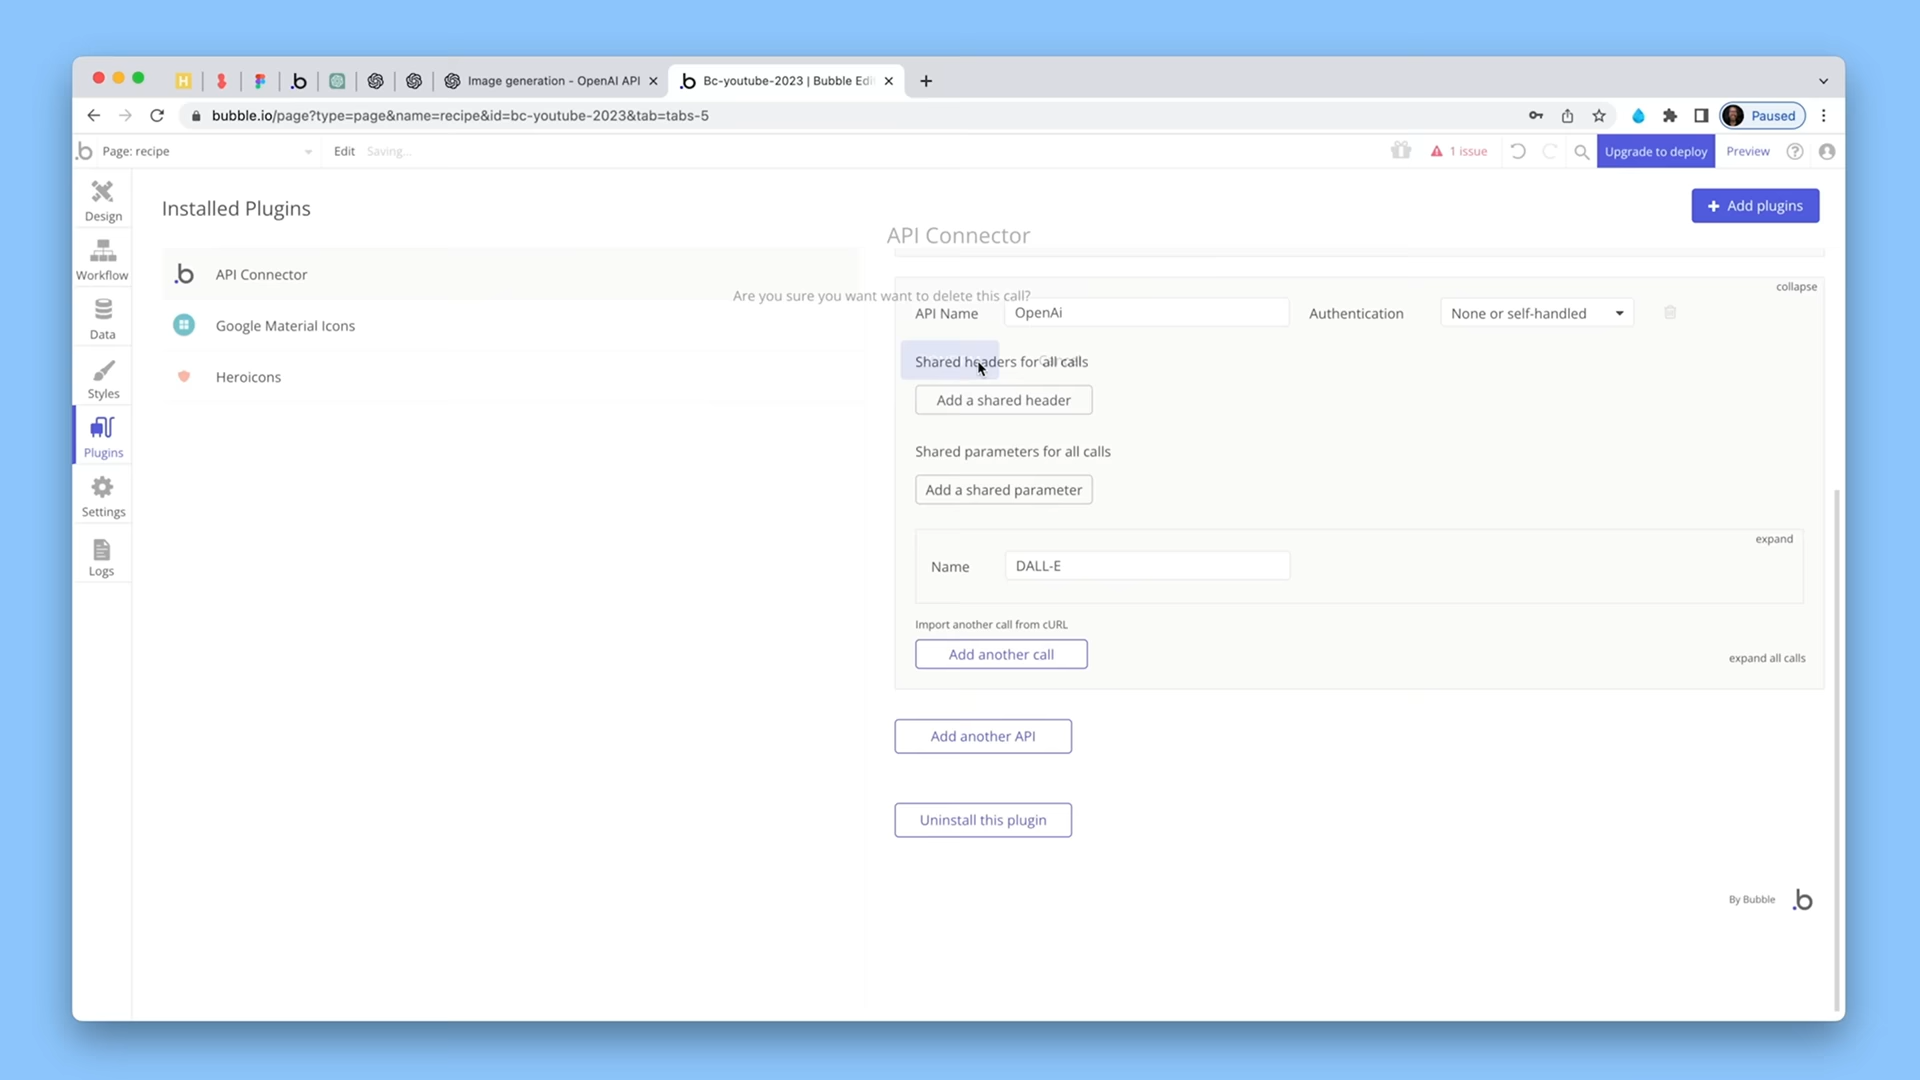 Image generation - OpenAI API
Bc-youtube-2023 | Bubble Edi
bubble.io/page?type=page&name=recipe&id=bc-youtube-2023&tab=tabs-5
Paused
Page: recipe
Edit
Saving...
1 issue
Upgrade to deploy
Preview
Design
Workflow
Data
Styles
Plugins
Settings
Logs
Installed Plugins
Add plugins
API Connector
Google Material Icons
Heroicons
API Connector
collapse
Are you sure you want want to delete this call?
API Name
OpenAi
Authentication
None or self-handled
Shared headers for all calls
Add a shared header
Shared parameters for all calls
Add a shared parameter
expand
Name
DALL-E
Import another call from cURL
Add another call
expand all calls
Add another API
Uninstall this plugin
By Bubble
.b